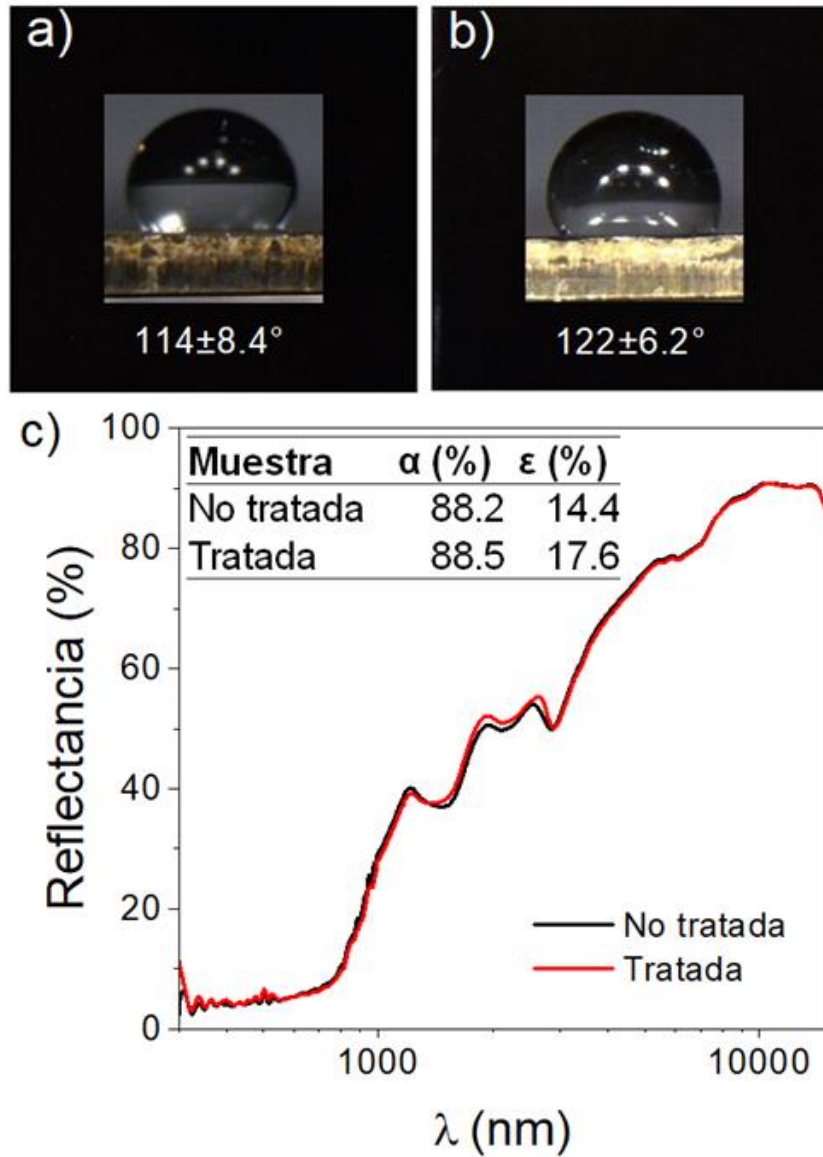 a)
b)
114±8.4°
122±6.2°
c)
Muestra α (%) ε (%)
No tratada 88.2 14.4
Tratada 88.5 17.6
100
80
60
40
20
0
Reflectancia (%)
No tratada
Tratada
1000
10000
λ (nm)